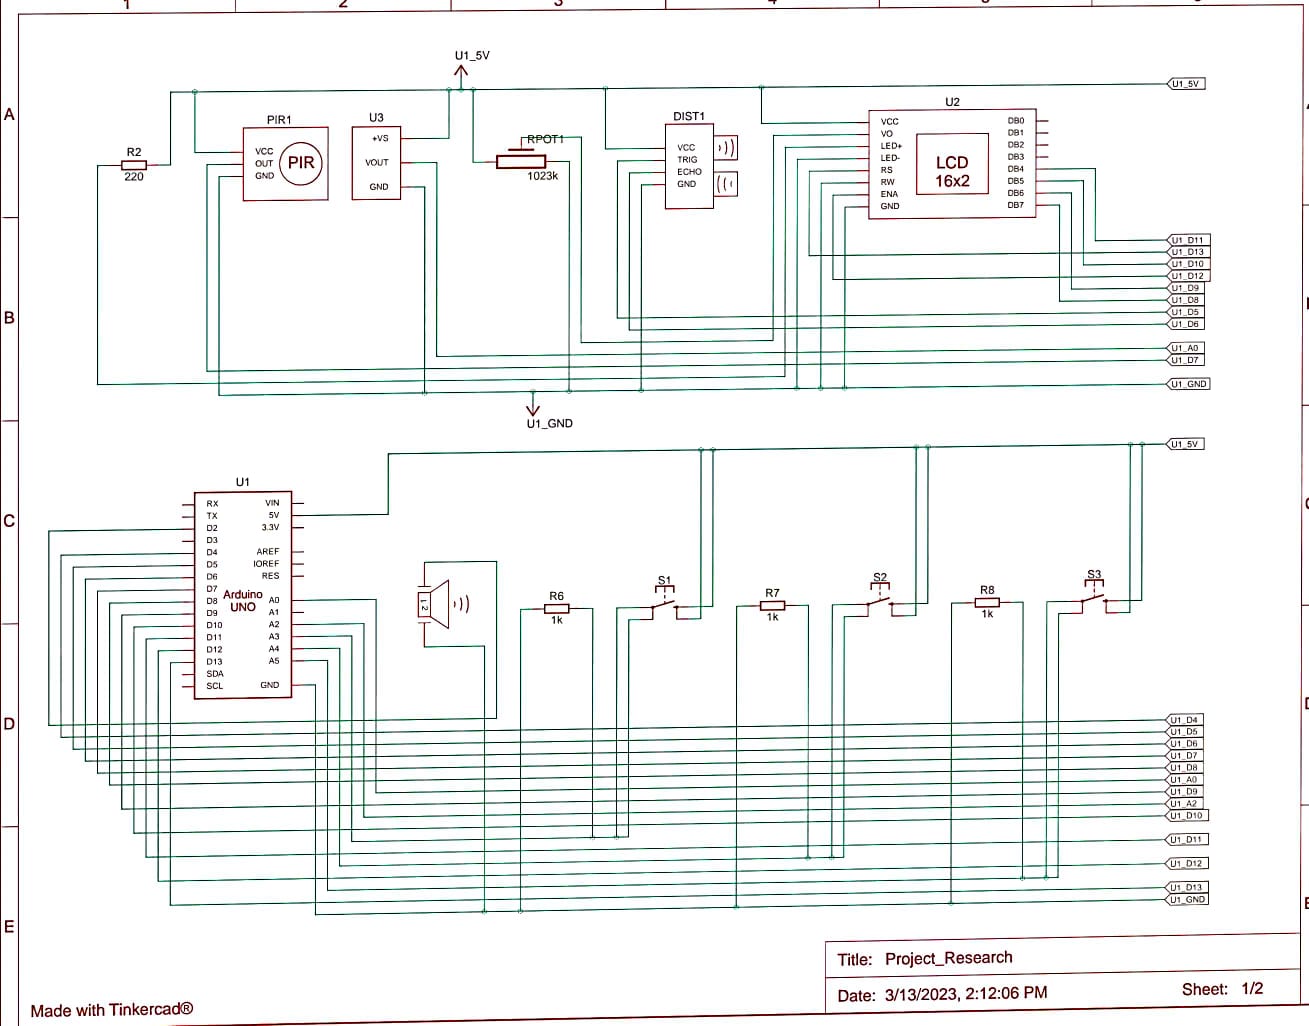 1 2 3 4
A
U1_5V
U1_5V
R2
220
PIR1
VCC
OUT
GND
PIR
U3
+VS
VOUT
GND
RPOT1
1023k
DIST1
VCC
TRIG
ECHO
GND
U2
VCC
VO
LED+
LED-
RS
RW
ENA
GND
LCD
16x2
DB0
DB1
DB2
DB3
DB4
DB5
DB6
DB7
B
U1_D11
U1_D13
U1_D10
U1_D12
U1_D9
U1_D8
U1_D5
U1_D6
U1_A0
U1_D7
U1_GND
U1_GND
U1_5V
C
U1
RX
TX
D2
D3
D4
D5
D6
D7
D8
D9
D10
D11
D12
D13
SDA
SCL
Arduino
UNO
VIN
5V
3.3V
AREF
IOREF
RES
A0
A1
A2
A3
A4
A5
GND
1 2
R6
1k
S1
R7
1k
S2
R8
1k
S3
D
U1_D4
U1_D5
U1_D6
U1_D7
U1_D8
U1_A0
U1_D9
U1_A2
U1_D10
U1_D11
U1_D12
U1_D13
U1_GND
E
Title: Project_Research
Date: 3/13/2023, 2:12:06 PM Sheet: 1/2
Made with Tinkercad®